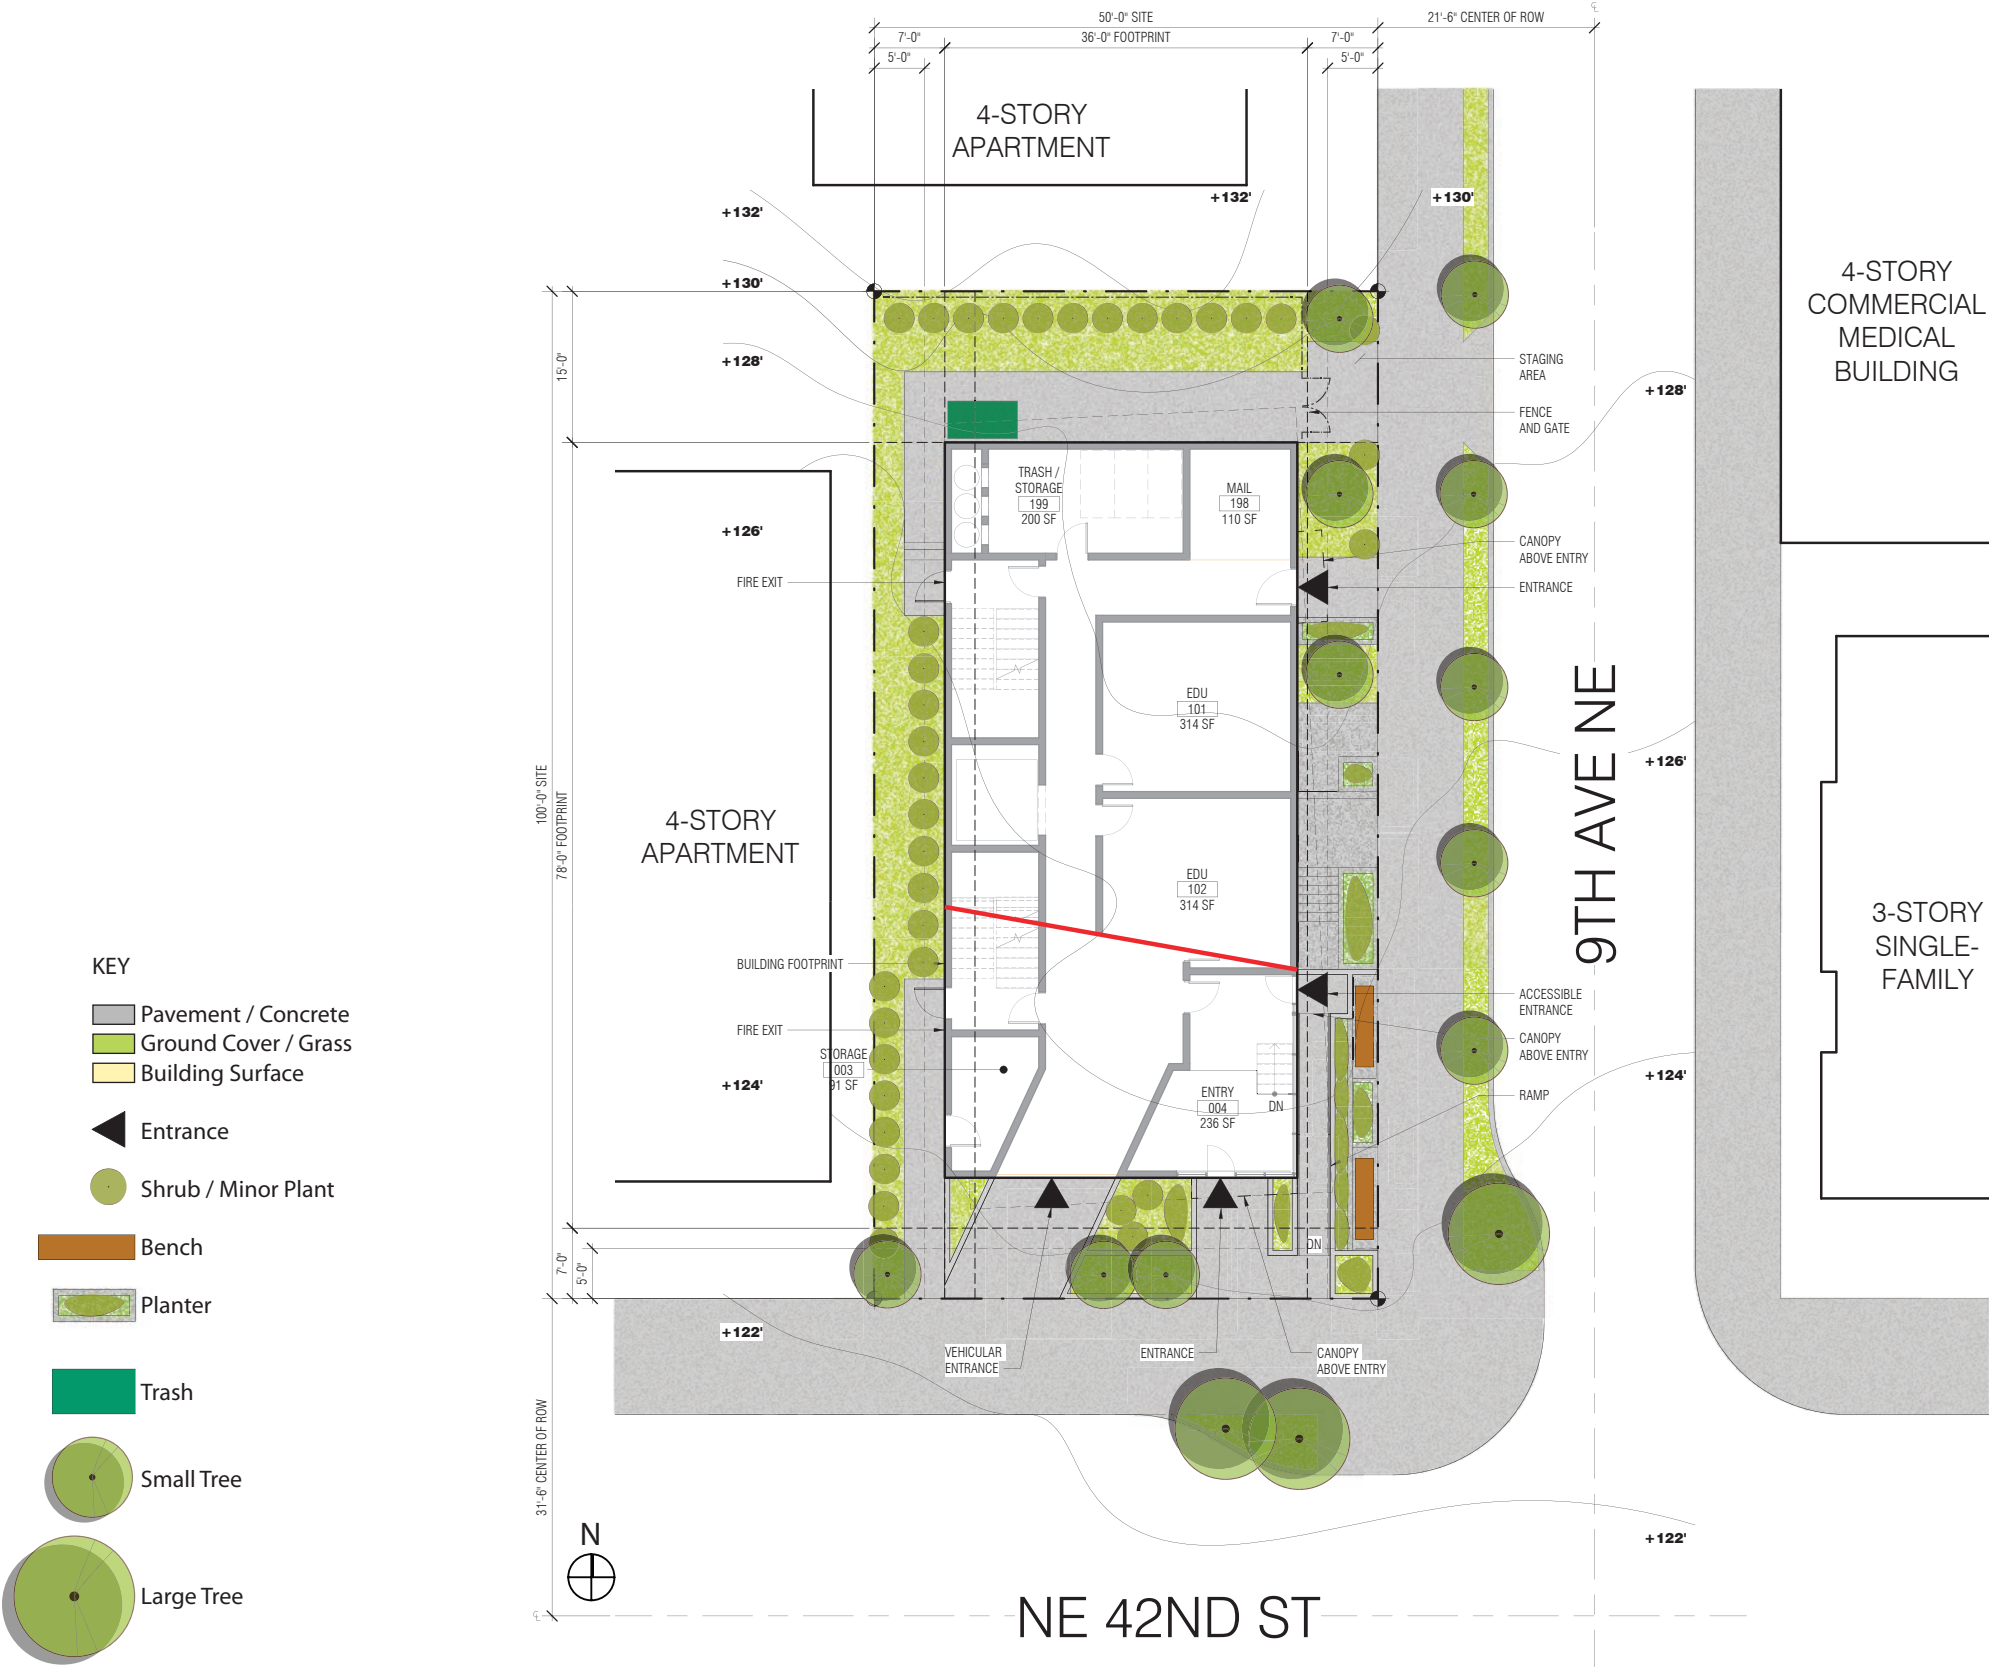 50'-0" SITE
21'-6" CENTER OF ROW
7'-0"
36'-0" FOOTPRINT
7'-0"
5'-0"
5'-0"
4-STORY
APARTMENT
+132'
+132'
+130'
+130'
+128'
+126'
+124'
+122'
4-STORY
COMMERCIAL
MEDICAL
BUILDING
STAGING
AREA
FENCE
AND GATE
+128'
15'-0"
100'-0" SITE
78'-0" FOOTPRINT
7'-0"
5'-0"
31'-6" CENTER OF ROW
TRASH /
STORAGE
199
200 SF
MAIL
198
110 SF
CANOPY
ABOVE ENTRY
ENTRANCE
FIRE EXIT
EDU
101
314 SF
9TH AVE NE
+126'
4-STORY
APARTMENT
EDU
102
314 SF
3-STORY
SINGLE-
FAMILY
BUILDING FOOTPRINT
FIRE EXIT
STORAGE
003
91 SF
ACCESSIBLE
ENTRANCE
CANOPY
ABOVE ENTRY
RAMP
+124'
ENTRY
004
236 SF
DN
DN
VEHICULAR
ENTRANCE
ENTRANCE
CANOPY
ABOVE ENTRY
+122'
N
NE 42ND ST
KEY
Pavement / Concrete
Ground Cover / Grass
Building Surface
Entrance
Shrub / Minor Plant
Bench
Planter
Trash
Small Tree
Large Tree